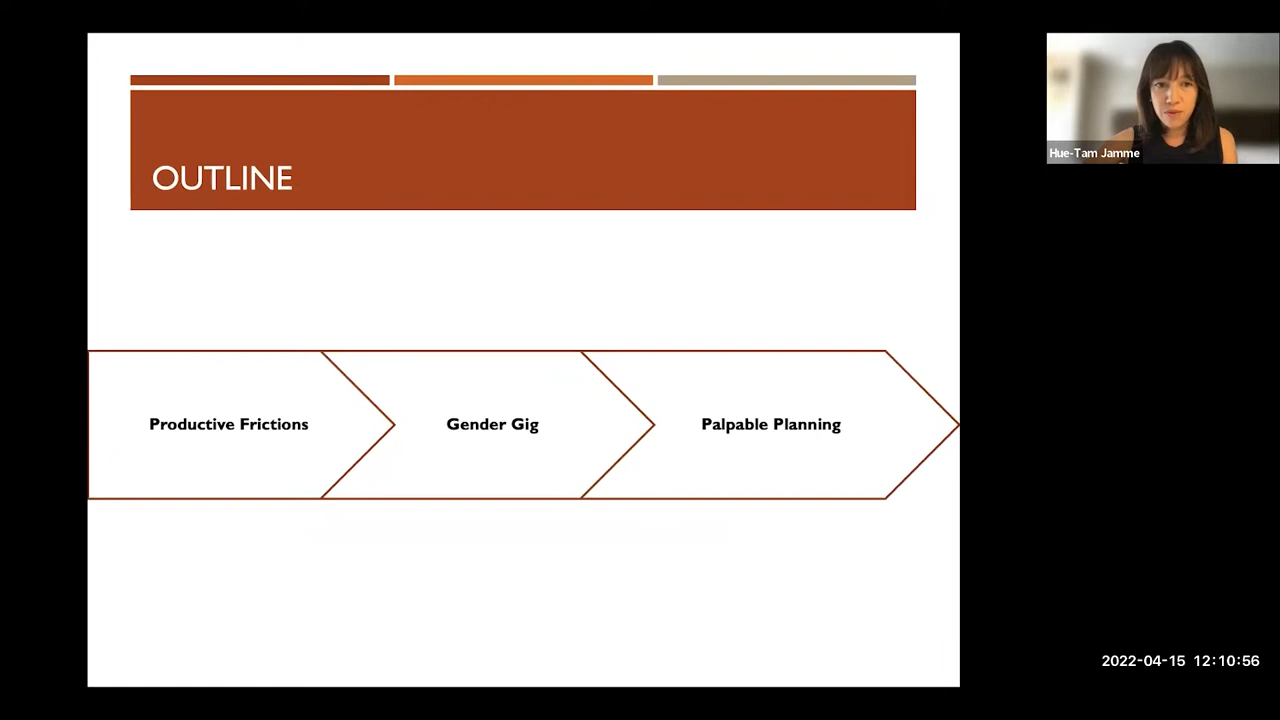 OUTLINE
Productive Frictions
Gender Gig
Palpable Planning
Hue-Tam Jamme
2022-04-15 12:10:56